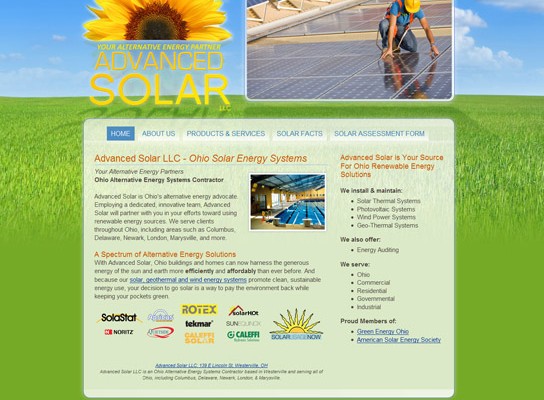 YOUR ALTERNATIVE ENERGY PARTNER
ADVANCED
SOLAR
LLC
HOME ABOUT US PRODUCTS & SERVICES SOLAR FACTS SOLAR ASSESSMENT FORM
Advanced Solar LLC - Ohio Solar Energy Systems
Your Alternative Energy Partners
Ohio Alternative Energy Systems Contractor
Advanced Solar is Ohio's alternative energy advocate.
Employing a dedicated, innovative team, Advanced
Solar will partner with you in your efforts toward using
renewable energy sources. We serve clients
throughout Ohio, including areas such as Columbus,
Delaware, Newark, London, Marysville, and more.
A Spectrum of Alternative Energy Solutions
With Advanced Solar, Ohio buildings and homes can now harness the generous
energy of the sun and earth more efficiently and affordably than ever before. And
because our solar, geothermal and wind energy systems promote clean, sustainable
energy use, your decision to go solar is a way to pay the environment back while
keeping your pockets green.
SolaStat
ROTEX
solarHOt
NORITZ
tekmar
SUNEQUINOX
CALEFFI
SOLAR
CALEFFI
SOLARUSAGENOW
Advanced Solar LLC: 139 E Lincoln St, Westerville, OH
Advanced Solar LLC is an Ohio Alternative Energy Systems Contractor based in Westerville and serving all of
Ohio, including Columbus, Delaware, Newark, London, & Marysville.
Advanced Solar is Your Source
For Ohio Renewable Energy
Solutions
We install & maintain:
Solar Thermal Systems
Photovoltaic Systems
Wind Power Systems
Geo-Thermal Systems
We also offer:
Energy Auditing
We serve:
Ohio
Commercial
Residential
Governmental
Industrial
Proud Members of:
Green Energy Ohio
American Solar Energy Society